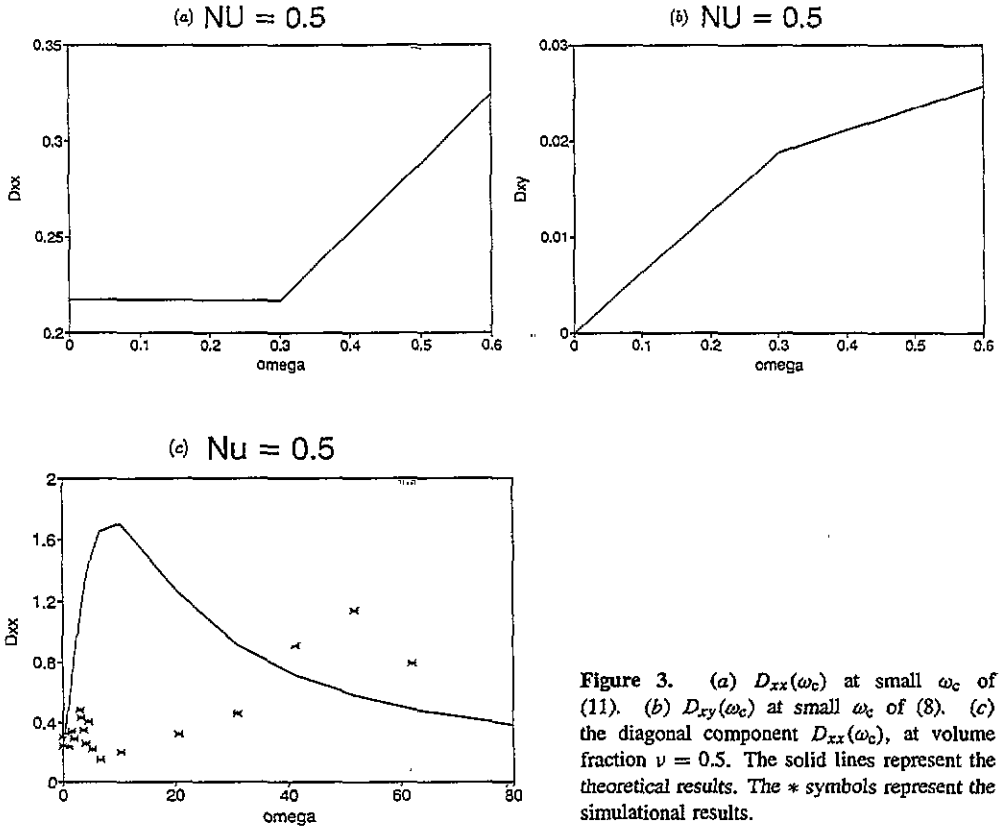 (a) NU = 0.5
0.35
0.3
0.25
0.2
Dxx
0 0.1 0.2 0.3 0.4 0.5 0.6
omega
(b) NU = 0.5
0.03
0.02
0.01
0
Dxy
0 0.1 0.2 0.3 0.4 0.5 0.6
omega
(c) Nu = 0.5
2
1.6
1.2
0.8
0.4
0
Dxx
0 20 40 60 80
omega
Figure 3. (a) Dxx(ωc) at small ωc of
(11). (b) Dxy(ωc) at small ωc of (8). (c)
the diagonal component Dxx(ωc), at volume
fraction ν = 0.5. The solid lines represent the
theoretical results. The * symbols represent the
simulational results.